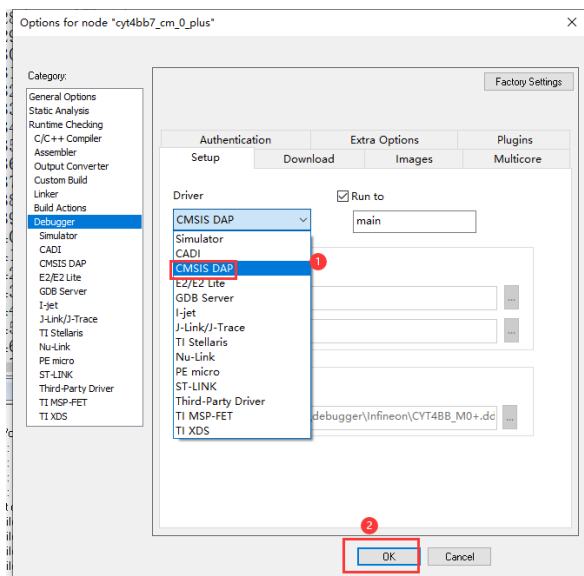 Options for node "cyt4bb7_cm_0_plus"
Category:
Factory Settings
General Options
Static Analysis
Runtime Checking
C/C++ Compiler
Assembler
Output Converter
Custom Build
Linker
Build Actions
Debugger
Simulator
CADI
CMSIS DAP
E2/E2 Lite
GDB Server
I-jet
J-Link/J-Trace
TI Stellaris
Nu-Link
PE micro
ST-LINK
Third-Party Driver
TI MSP-FET
TI XDS
Authentication
Extra Options
Plugins
Setup
Download
Images
Multicore
Driver
Run to
CMSIS DAP
main
Simulator
CADI
CMSIS DAP
1
E2/E2 Lite
GDB Server
I-jet
J-Link/J-Trace
TI Stellaris
Nu-Link
PE micro
ST-LINK
Third-Party Driver
TI MSP-FET
TI XDS
...
...
debugger\Infineon\CYT4BB_M0+.dd
...
2
OK
Cancel